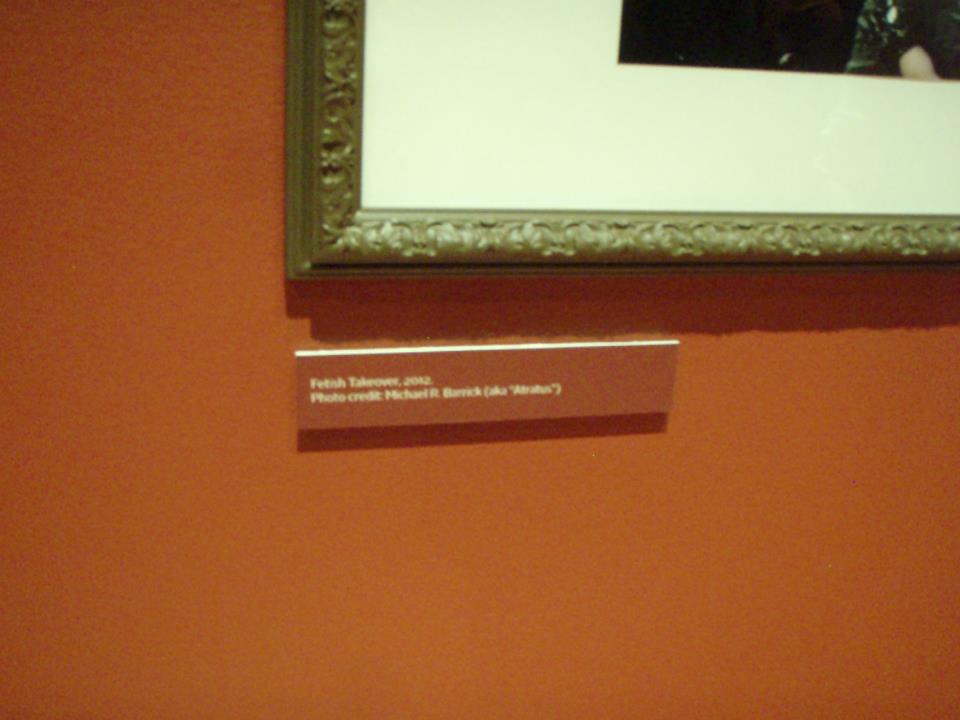 Fetish Takeover, 2012.
Photo credit: Michael R. Barrick (aka "Atratus")